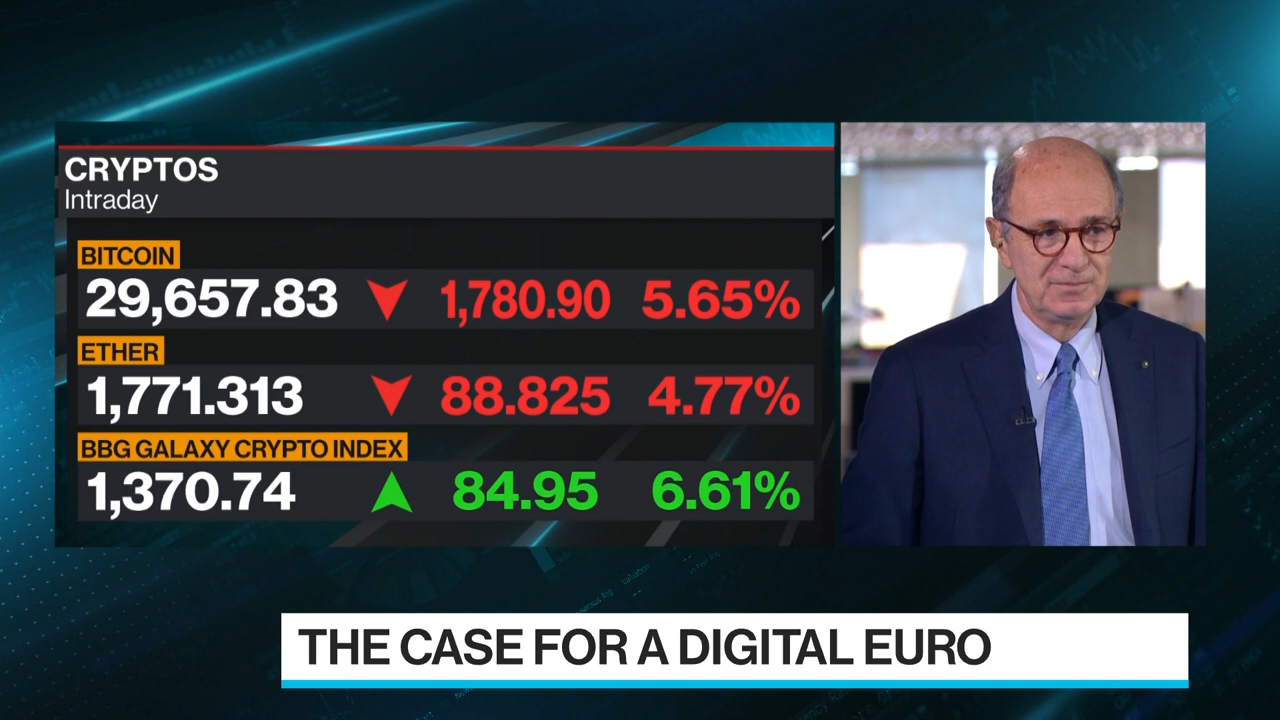 CRYPTOS
Intraday
BITCOIN
29,657.83 ▼ 1,780.90 5.65%
ETHER
1,771.313 ▼ 88.825 4.77%
BBG GALAXY CRYPTO INDEX
1,370.74 ▲ 84.95 6.61%
THE CASE FOR A DIGITAL EURO